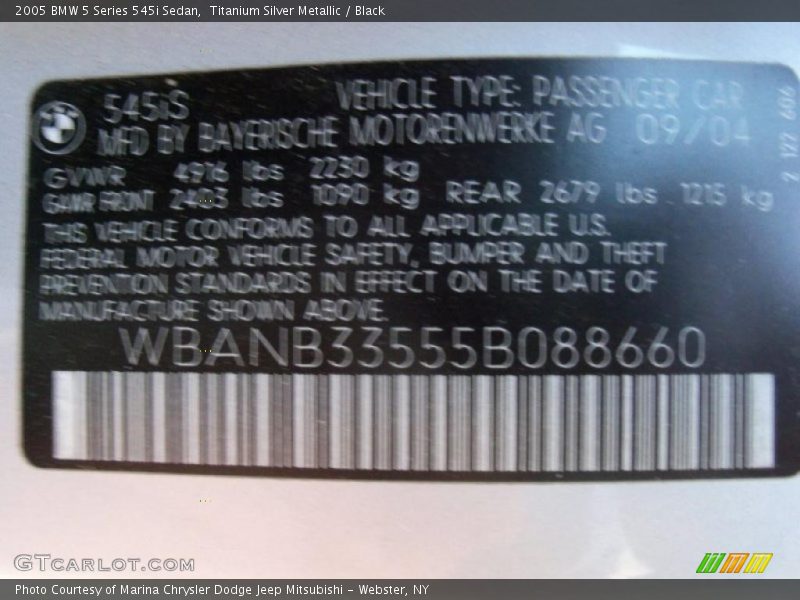 2005 BMW 5 Series 545i Sedan,  Titanium Silver Metallic / Black
545iS VEHICLE TYPE: PASSENGER CAR
MFD BY BAYERISCHE MOTORENWERKE AG 09/04
GVWR 4916 lbs 2230 kg
GAWR FRONT 2403 lbs 1090 kg REAR 2679 lbs 1215 kg
THIS VEHICLE CONFORMS TO ALL APPLICABLE U.S.
FEDERAL MOTOR VEHICLE SAFETY, BUMPER AND THEFT
PREVENTION STANDARDS IN EFFECT ON THE DATE OF
MANUFACTURE SHOWN ABOVE.
WBANB33555B088660
2 122 606
GTCARLOT.COM
Photo Courtesy of Marina Chrysler Dodge Jeep Mitsubishi - Webster, NY